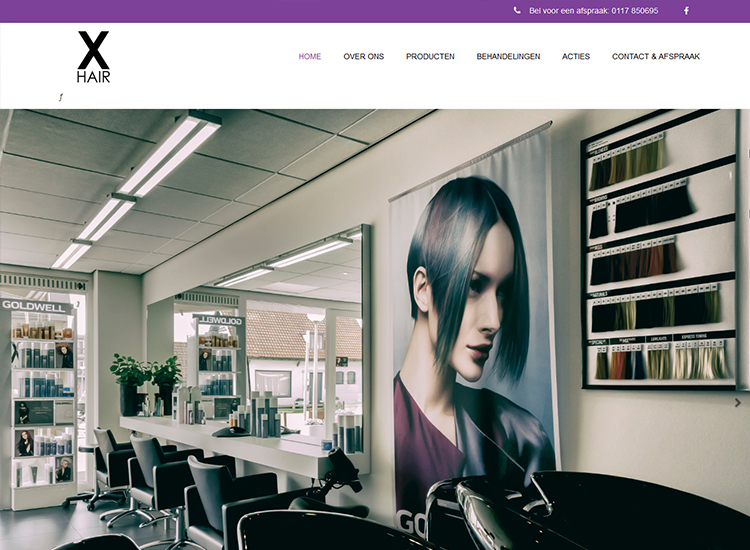 Bel voor een afspraak: 0117 850695
X
HAIR
HOME OVER ONS PRODUCTEN BEHANDELINGEN ACTIES CONTACT & AFSPRAAK
GOLDWELL
GOLDWELL
GO